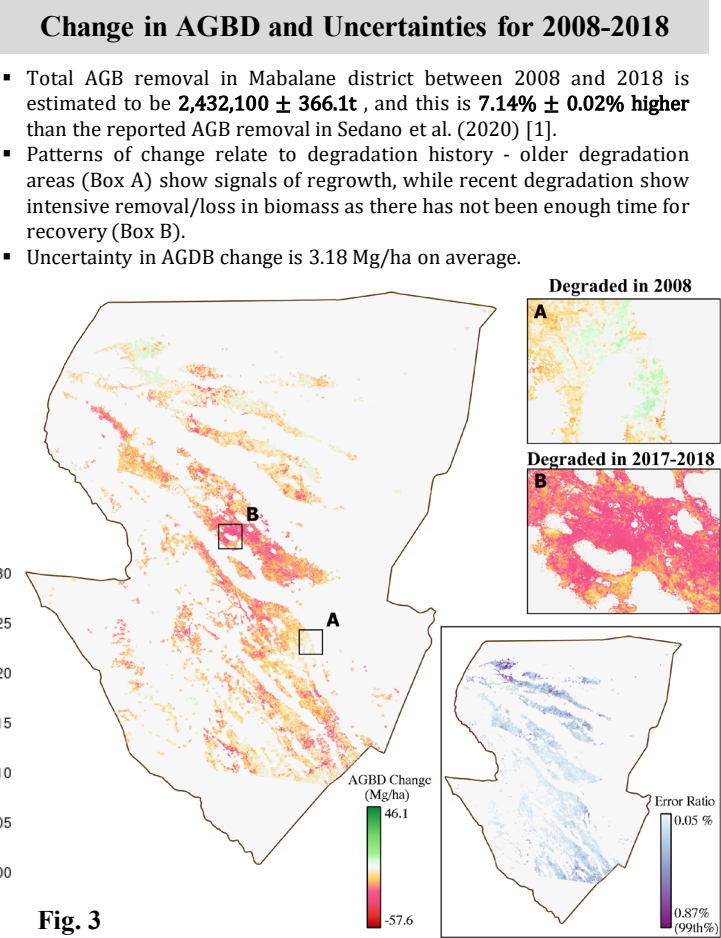 Change in AGBD and Uncertainties for 2008-2018
▪ Total AGB removal in Mabalane district between 2008 and 2018 is
estimated to be 2,432,100 ± 366.1t , and this is 7.14% ± 0.02% higher
than the reported AGB removal in Sedano et al. (2020) [1].
▪ Patterns of change relate to degradation history - older degradation
areas (Box A) show signals of regrowth, while recent degradation show
intensive removal/loss in biomass as there has not been enough time for
recovery (Box B).
▪ Uncertainty in AGDB change is 3.18 Mg/ha on average.
Degraded in 2008
A
Degraded in 2017-2018
B
B
A
30
25
20
15
10
05
00
AGBD Change
(Mg/ha)
46.1
-57.6
Error Ratio
0.05 %
0.87%
(99th%)
Fig. 3